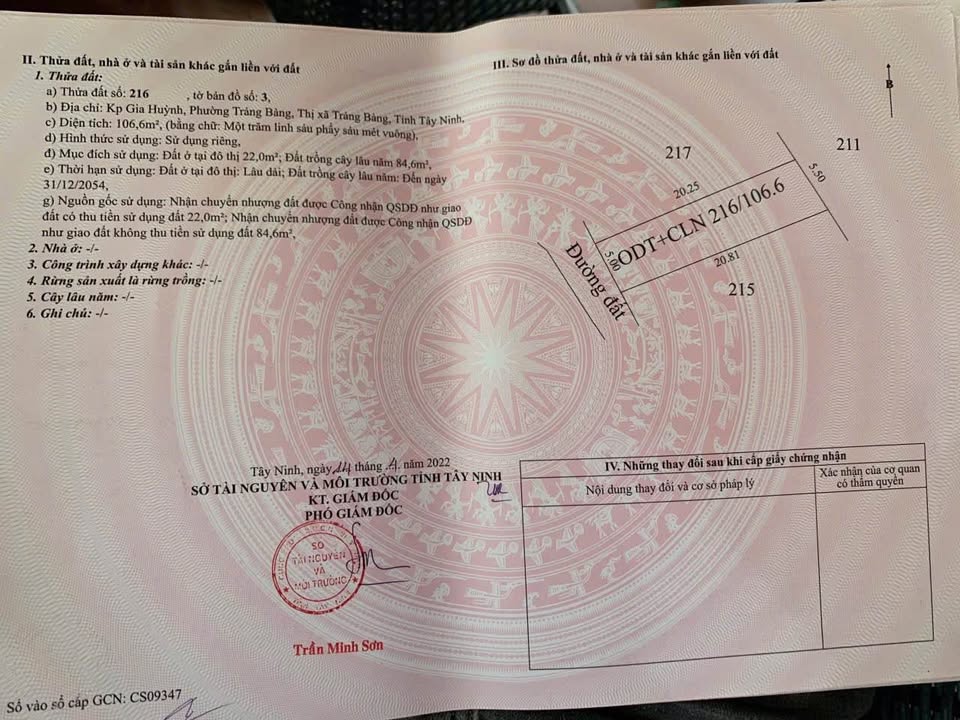 II. Thửa đất, nhà ở và tài sản khác gắn liền với đất
1. Thửa đất:
a) Thửa đất số: 216 , tờ bản đồ số: 3,
b) Địa chỉ: Kp Gia Huỳnh, Phường Trảng Bàng, Thị xã Trảng Bàng, Tỉnh Tây Ninh,
c) Diện tích: 106,6m², (bằng chữ: Một trăm linh sáu phẩy sáu mét vuông),
d) Hình thức sử dụng: Sử dụng riêng,
đ) Mục đích sử dụng: Đất ở tại đô thị 22,0m²; Đất trồng cây lâu năm 84,6m²,
e) Thời hạn sử dụng: Đất ở tại đô thị: Lâu dài; Đất trồng cây lâu năm: Đến ngày
31/12/2054,
g) Nguồn gốc sử dụng: Nhận chuyển nhượng đất được Công nhận QSDĐ như giao
đất có thu tiền sử dụng đất 22,0m²; Nhận chuyển nhượng đất được Công nhận QSDĐ
như giao đất không thu tiền sử dụng đất 84,6m²,
2. Nhà ở: -/-
3. Công trình xây dựng khác: -/-
4. Rừng sản xuất là rừng trồng: -/-
5. Cây lâu năm: -/-
6. Ghi chú: -/-
Tây Ninh, ngày 14 tháng 4 năm 2022
SỞ TÀI NGUYÊN VÀ MÔI TRƯỜNG TỈNH TÂY NINH
KT. GIÁM ĐỐC
PHÓ GIÁM ĐỐC
SỞ
TÀI NGUYÊN
VÀ
MÔI TRƯỜNG
Trần Minh Sơn
Số vào sổ cấp GCN: CS09347
III. Sơ đồ thửa đất, nhà ở và tài sản khác gắn liền với đất
B
211
217
5.50
20.25
ODT+CLN 216/106.6
5.00
20.81
Đường đất
215
IV. Những thay đổi sau khi cấp giấy chứng nhận
Nội dung thay đổi và cơ sở pháp lý
Xác nhận của cơ quan
có thẩm quyền